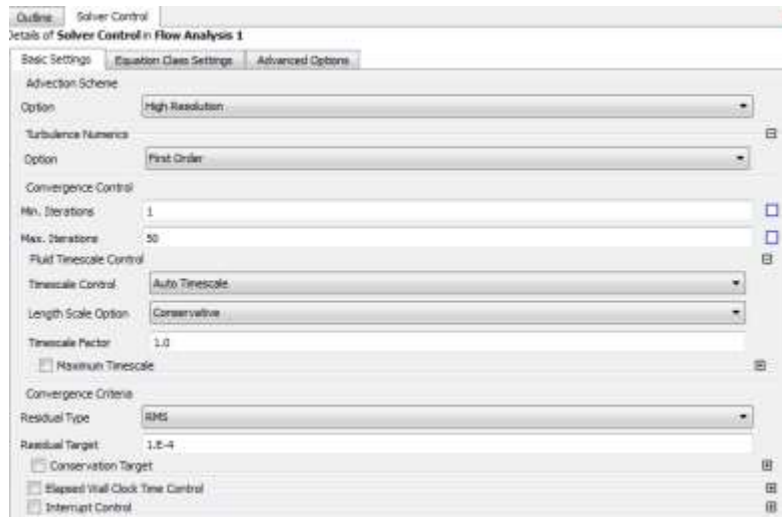 Outline Solver Control
Details of Solver Control in Flow Analysis 1
Basic Settings Equation Class Settings Advanced Options
Advection Scheme
Option High Resolution
Turbulence Numerics
Option First Order
Convergence Control
Min. Iterations 1
Max. Iterations 50
Fluid Timescale Control
Timescale Control Auto Timescale
Length Scale Option Conservative
Timescale Factor 1.0
Maximum Timescale
Convergence Criteria
Residual Type RMS
Residual Target 1.E-4
Conservation Target
Elapsed Wall Clock Time Control
Interrupt Control